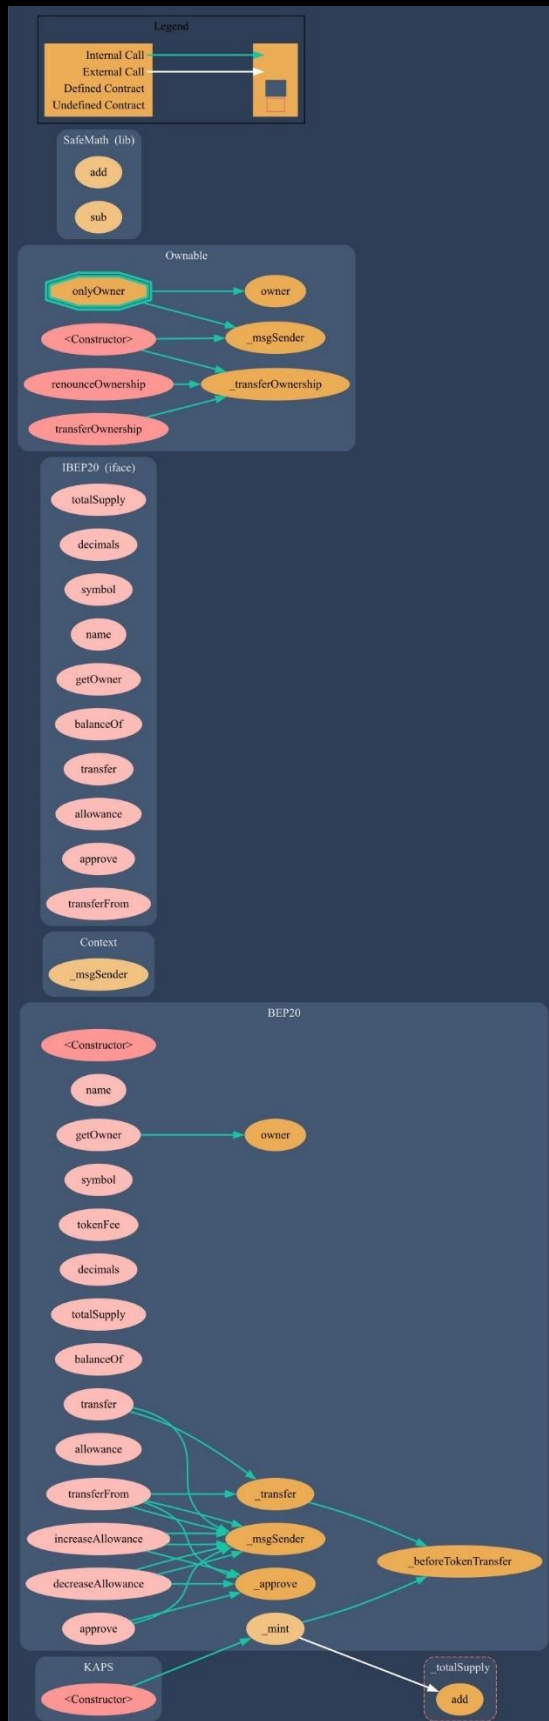 Legend
Internal Call
External Call
Defined Contract
Undefined Contract
SafeMath (lib)
add
sub
Ownable
onlyOwner owner
<Constructor> _msgSender
renounceOwnership _transferOwnership
transferOwnership
IBEP20 (iface)
totalSupply
decimals
symbol
name
getOwner
balanceOf
transfer
allowance
approve
transferFrom
Context
_msgSender
BEP20
<Constructor>
name
getOwner owner
symbol
tokenFee
decimals
totalSupply
balanceOf
transfer
allowance
transferFrom _transfer
increaseAllowance _msgSender
_beforeTokenTransfer
decreaseAllowance _approve
approve _mint
KAPS _totalSupply
<Constructor> add